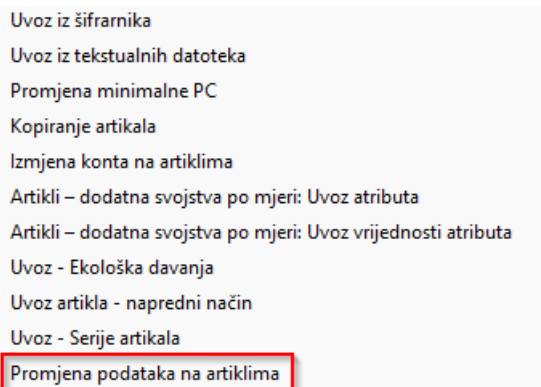 Uvoz iz šifrarnika
Uvoz iz tekstualnih datoteka
Promjena minimalne PC
Kopiranje artikala
Izmjena konta na artiklima
Artikli – dodatna svojstva po mjeri: Uvoz atributa
Artikli – dodatna svojstva po mjeri: Uvoz vrijednosti atributa
Uvoz - Ekološka davanja
Uvoz artikla - napredni način
Uvoz - Serije artikala
Promjena podataka na artiklima